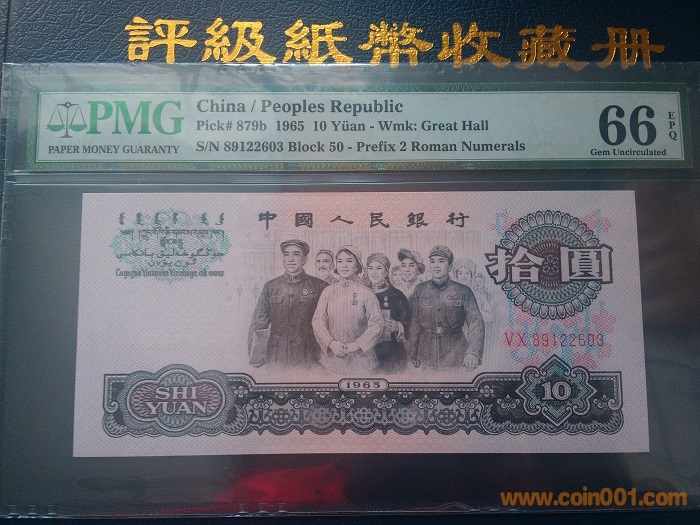 評級紙幣收藏册
PMG
PAPER MONEY GUARANTY
China / Peoples Republic
Pick# 879b 1965 10 Yüan - Wmk: Great Hall
S/N 89122603 Block 50 - Prefix 2 Roman Numerals
66 EPQ
Gem Uncirculated
中國人民銀行
拾圓
VX 89122603
SHI
YUAN
1965
10
www.coin001.com